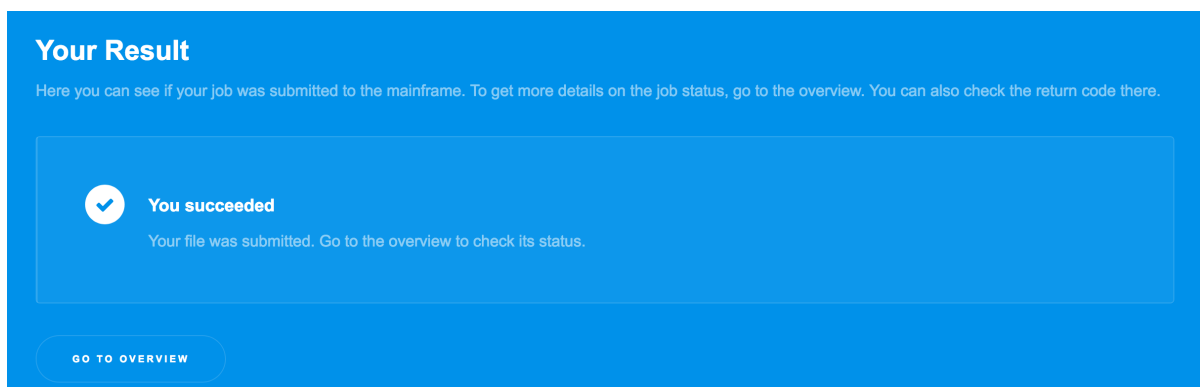 Your Result
Here you can see if your job was submitted to the mainframe. To get more details on the job status, go to the overview. You can also check the return code there.
You succeeded
Your file was submitted. Go to the overview to check its status.
GO TO OVERVIEW